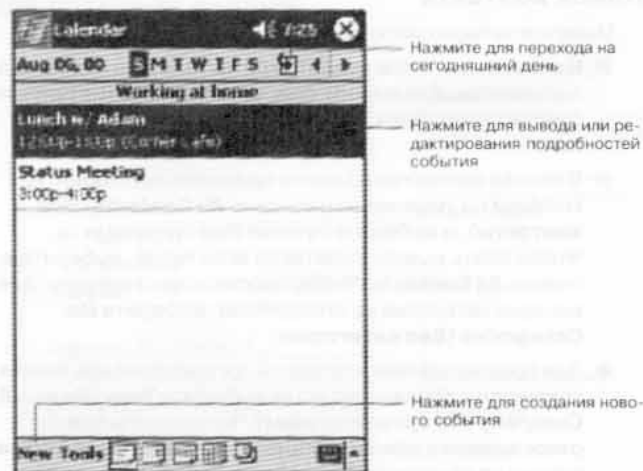 Calendar 7:25
Aug 06, 00 S M T W T F S
Working at home
Lunch w/ Adam
12:00p-1:00p (Corner Cafe)
Status Meeting
3:00p-4:00p
New Tools
Нажмите для перехода на
сегодняшний день
Нажмите для вывода или ре-
дактирования подробностей
события
Нажмите для создания ново-
го события